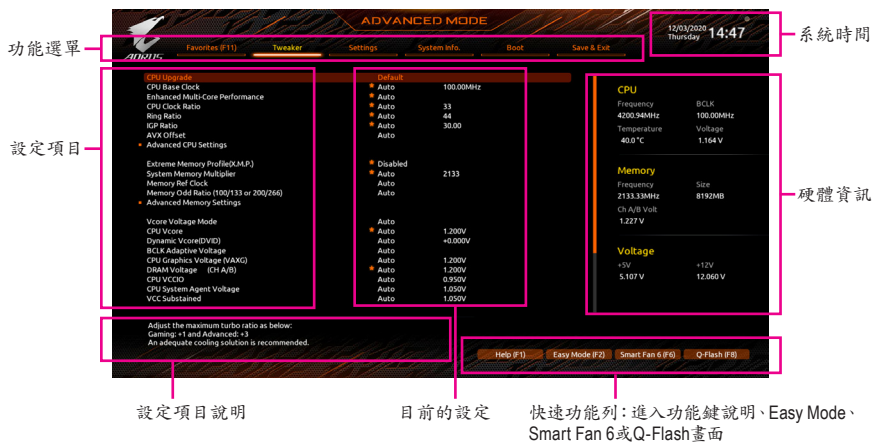 ADVANCED MODE
12/03/2020 Thursday 14:47
系統時間
功能選單
AORUS
Favorites (F11) Tweaker Settings System Info. Boot Save & Exit
設定項目
CPU Upgrade Default
CPU Base Clock Auto 100.00MHz
Enhanced Multi-Core Performance Auto
CPU Clock Ratio Auto 33
Ring Ratio Auto 44
IGP Ratio Auto 30.00
AVX Offset Auto
Advanced CPU Settings
Extreme Memory Profile(X.M.P.) Disabled
System Memory Multiplier Auto 2133
Memory Ref Clock Auto
Memory Odd Ratio (100/133 or 200/266) Auto
Advanced Memory Settings
Vcore Voltage Mode Auto
CPU Vcore Auto 1.200V
Dynamic Vcore(DVID) Auto +0.000V
BCLK Adaptive Voltage Auto
CPU Graphics Voltage (VAXG) Auto 1.200V
DRAM Voltage (CH A/B) Auto 1.200V
CPU VCCIO Auto 0.950V
CPU System Agent Voltage Auto 1.050V
VCC Substained Auto 1.050V
CPU
Frequency BCLK
4200.94MHz 100.00MHz
Temperature Voltage
40.0 °C 1.164 V
Memory
Frequency Size
2133.33MHz 8192MB
Ch A/B Volt
1.227 V
Voltage
+5V +12V
5.107 V 12.060 V
硬體資訊
Adjust the maximum turbo ratio as below:
Gaming: +1 and Advanced: +3
An adequate cooling solution is recommended.
Help (F1) Easy Mode (F2) Smart Fan 6 (F6) Q-Flash (F8)
設定項目說明
目前的設定
快速功能列：進入功能鍵說明、Easy Mode、
Smart Fan 6或Q-Flash畫面